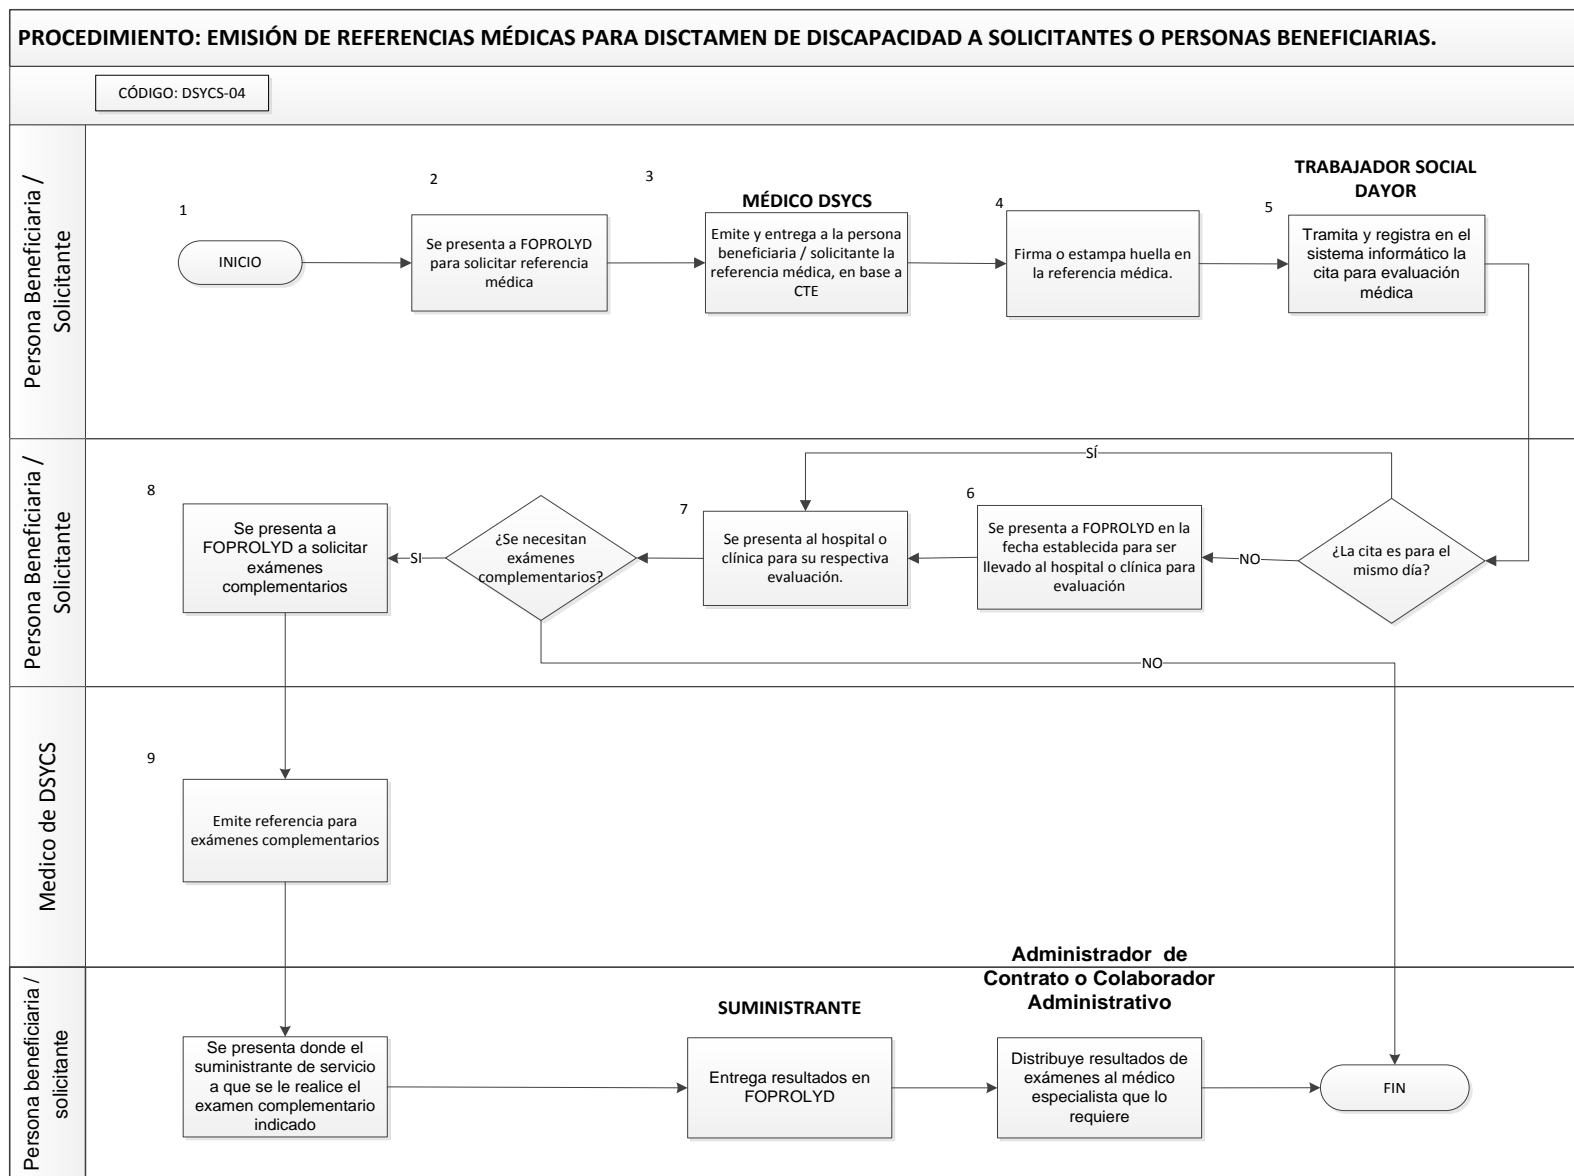 PROCEDIMIENTO: EMISIÓN DE REFERENCIAS MÉDICAS PARA DISCTAMEN DE DISCAPACIDAD A SOLICITANTES O PERSONAS BENEFICIARIAS.
CÓDIGO: DSYCS-04
Persona Beneficiaria /
Solicitante
1
INICIO
2
Se presenta a FOPROLYD
para solicitar referencia
médica
3
MÉDICO DSYCS
Emite y entrega a la persona
beneficiaria / solicitante la
referencia médica, en base a
CTE
4
Firma o estampa huella en
la referencia médica.
TRABAJADOR SOCIAL
DAYOR
5
Tramita y registra en el
sistema informático la
cita para evaluación
médica
Persona Beneficiaria /
Solicitante
8
Se presenta a
FOPROLYD a solicitar
exámenes
complementarios
SI
¿Se necesitan
exámenes
complementarios?
7
Se presenta al hospital o
clínica para su respectiva
evaluación.
SÍ
6
Se presenta a FOPROLYD en la
fecha establecida para ser
llevado al hospital o clínica para
evaluación
NO
¿La cita es para el
mismo día?
NO
Medico de DSYCS
9
Emite referencia para
exámenes complementarios
Persona beneficiaria /
solicitante
Se presenta donde el
suministrante de servicio
a que se le realice el
examen complementario
indicado
SUMINISTRANTE
Entrega resultados en
FOPROLYD
Administrador de
Contrato o Colaborador
Administrativo
Distribuye resultados de
exámenes al médico
especialista que lo
requiere
FIN